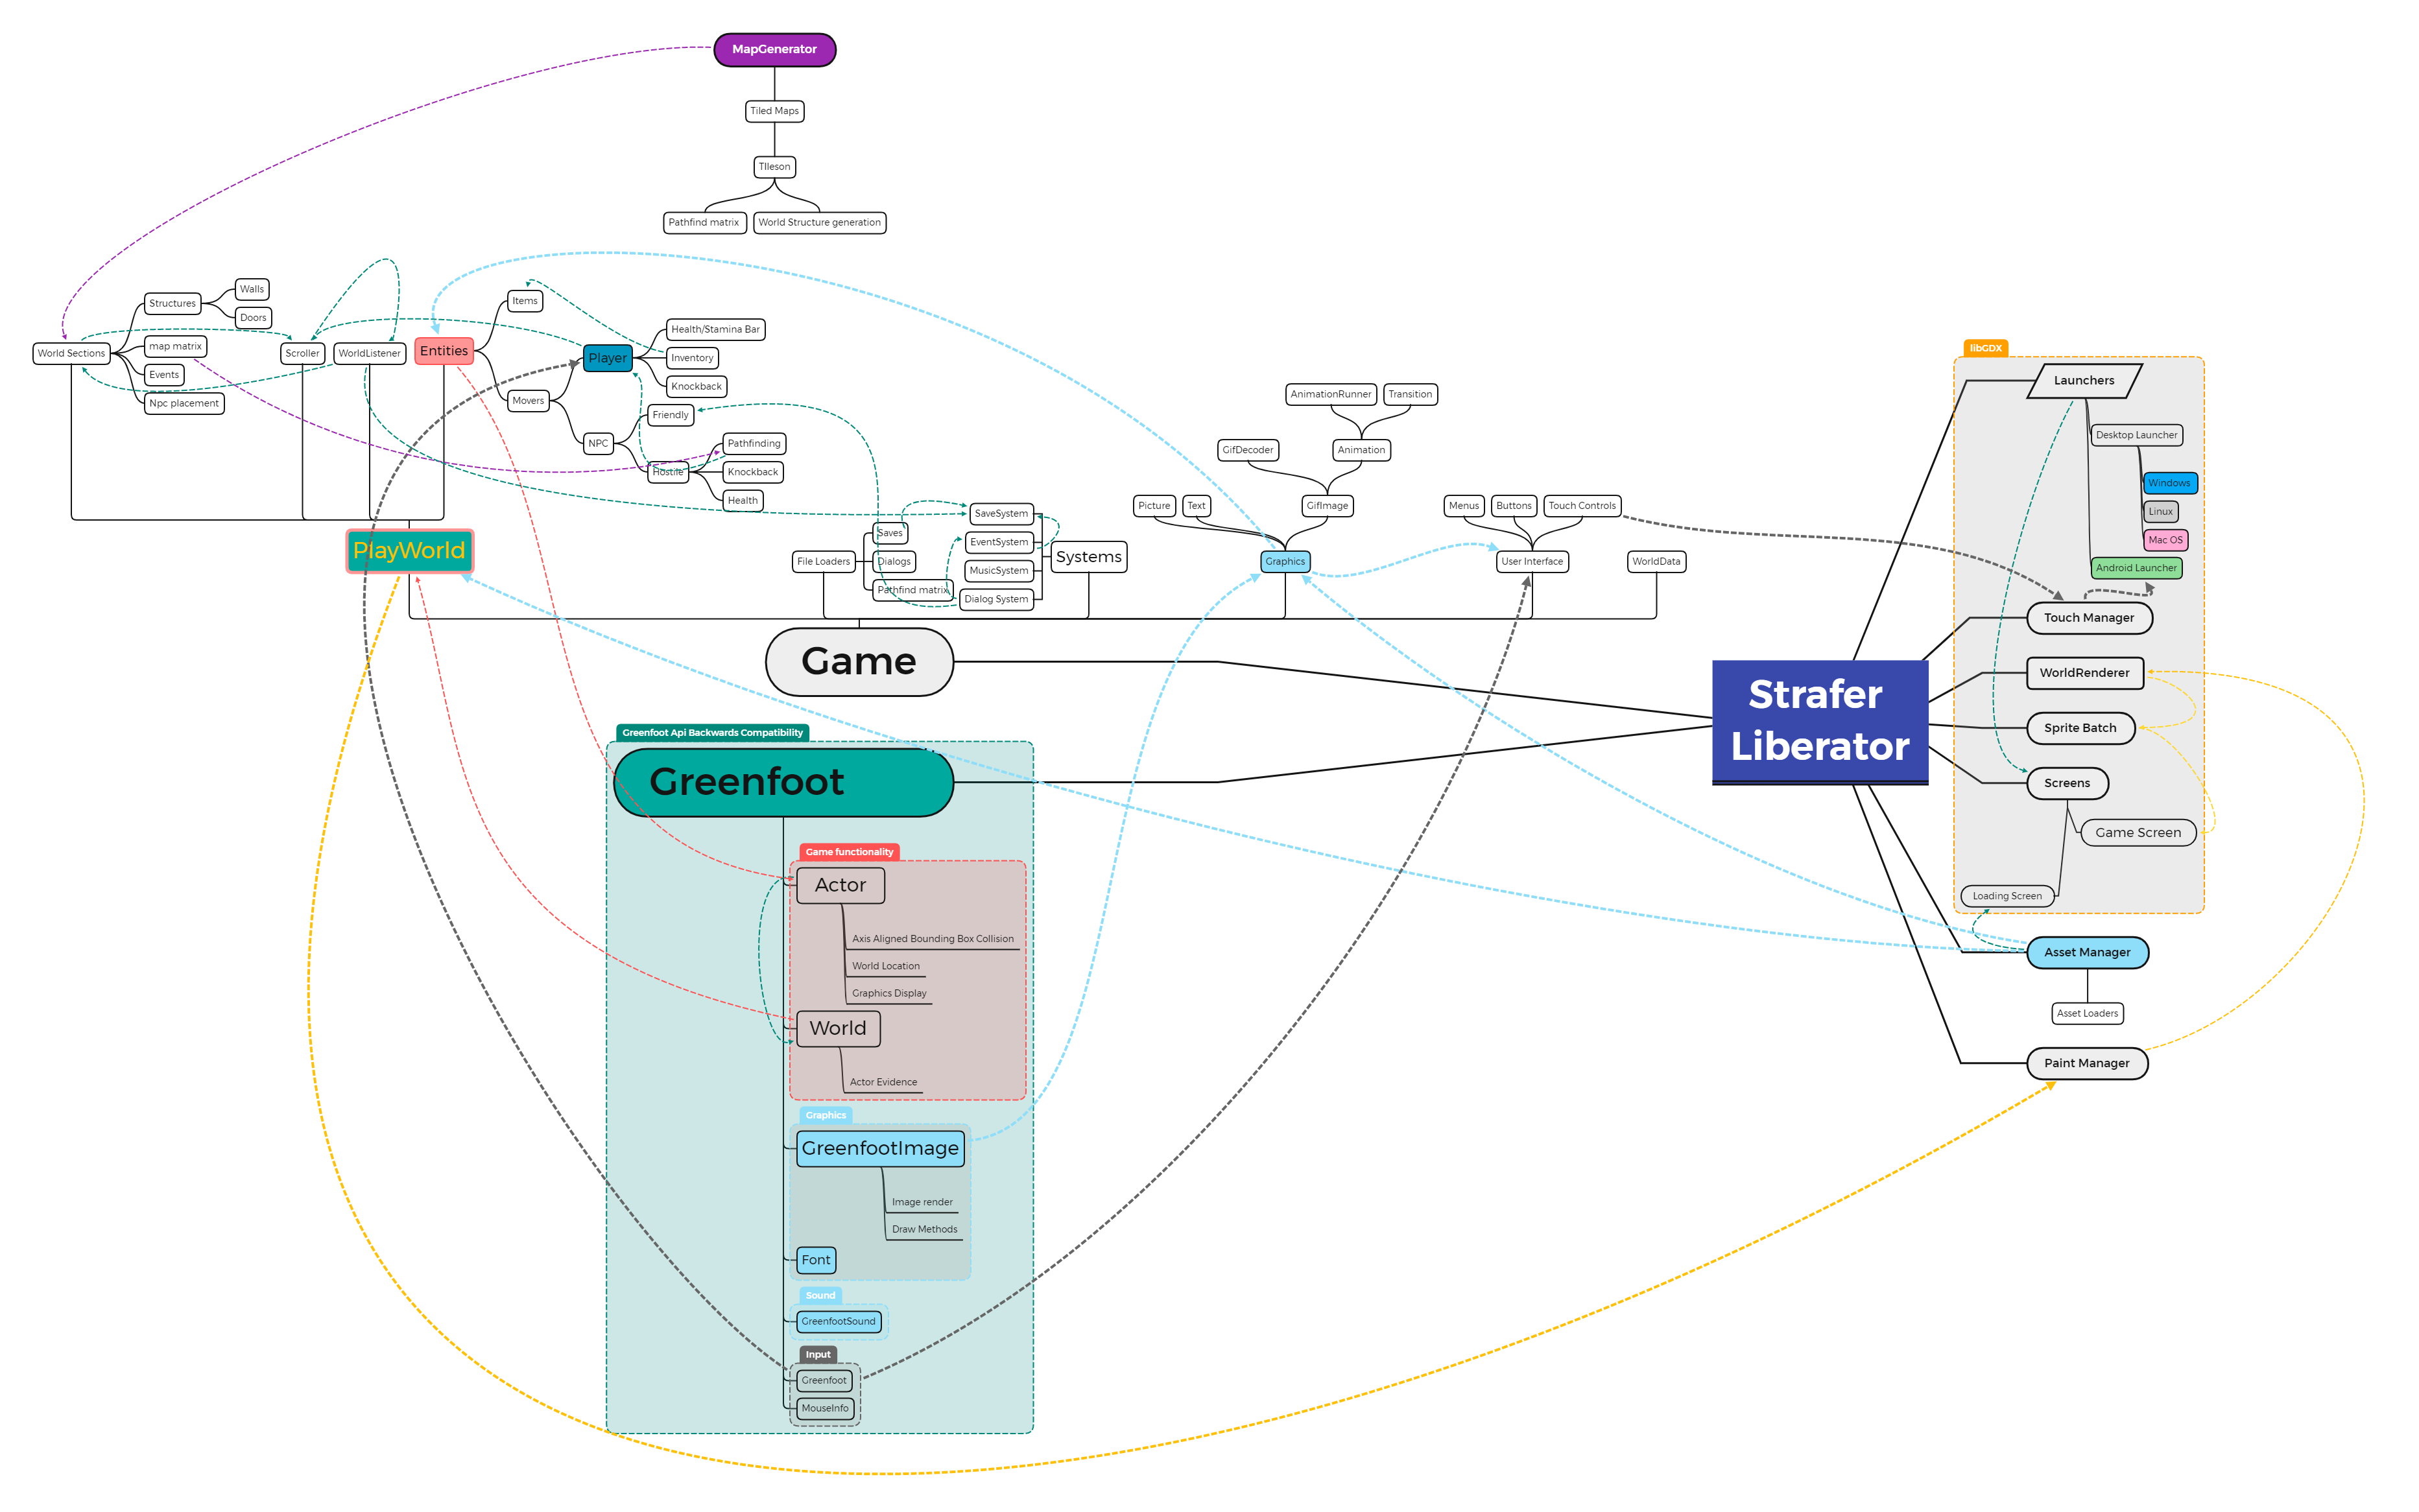 MapGenerator
Tiled Maps
TIleson
Pathfind matrix
World Structure generation
World Sections
Structures
Walls
Doors
map matrix
Events
Npc placement
Scroller
WorldListener
Entities
Items
Movers
Player
Health/Stamina Bar
Inventory
Knockback
NPC
Friendly
Hostile
Pathfinding
Knockback
Health
PlayWorld
File Loaders
Saves
Dialogs
Pathfind matrix
SaveSystem
EventSystem
MusicSystem
Dialog System
Systems
Picture
Text
GifDecoder
AnimationRunner
Transition
Animation
GifImage
Graphics
Menus
Buttons
Touch Controls
User Interface
WorldData
Game
Greenfoot Api Backwards Compatibility
Greenfoot
Game functionality
Actor
Axis Aligned Bounding Box Collision
World Location
Graphics Display
World
Actor Evidence
Graphics
GreenfootImage
Image render
Draw Methods
Font
Sound
GreenfootSound
Input
Greenfoot
MouseInfo
Strafer
Liberator
libGDX
Launchers
Desktop Launcher
Windows
Linux
Mac OS
Android Launcher
Touch Manager
WorldRenderer
Sprite Batch
Screens
Game Screen
Loading Screen
Asset Manager
Asset Loaders
Paint Manager